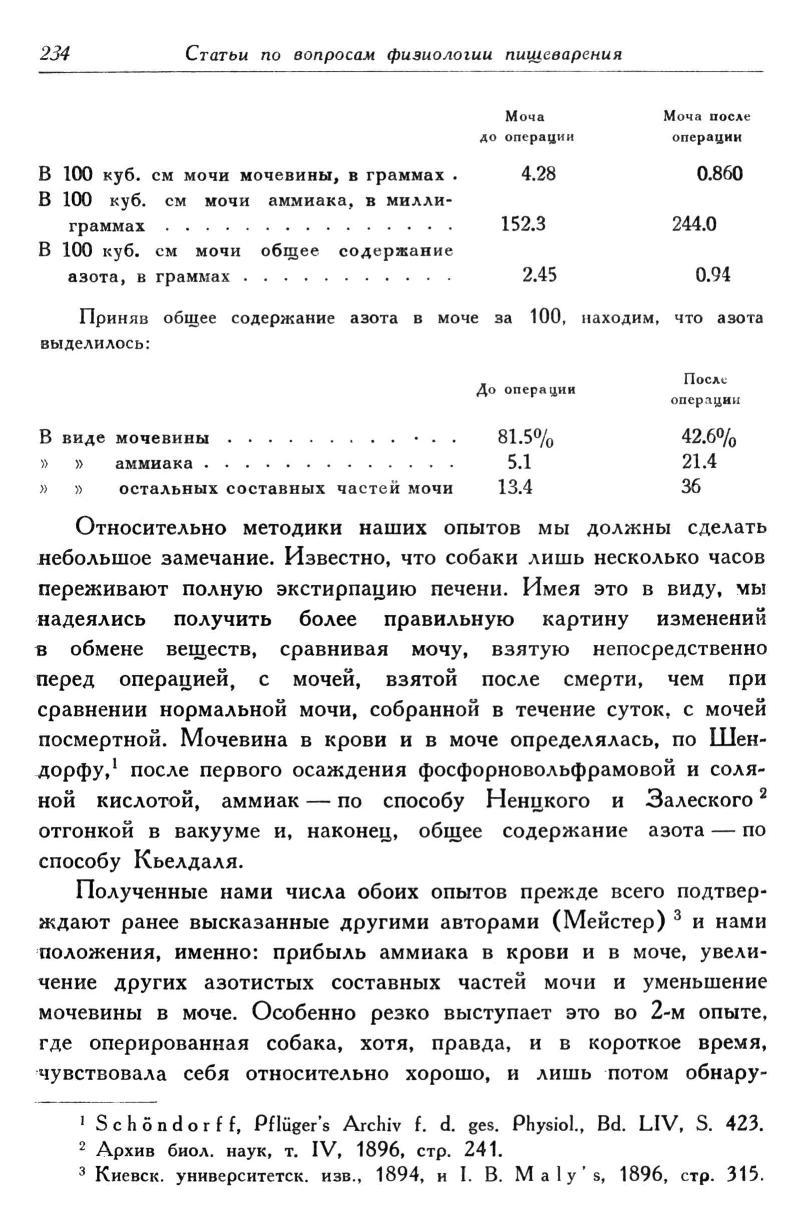 234 Статьи по вопросам физиологии пищеварения
Моча Моча после
до операции операции
В 100 куб. см мочи мочевины, в граммах . 4.28 0.860
В 100 куб. см мочи аммиака, в милли-
граммах . . . . . . . . . . . . . . . 152.3 244.0
В 100 куб. см мочи общее содержание
азота, в граммах . . . . . . . . . . . 2.45 0.94
Приняв общее содержание азота в моче за 100, находим, что азота
выделилось:
До операции После
операции
В виде мочевины . . . . . . . . . . . . . . 81.5% 42.6%
» » аммиака . . . . . . . . . . . . . 5.1 21.4
» » остальных составных частей мочи 13.4 36
Относительно методики наших опытов мы должны сделать
небольшое замечание. Известно, что собаки лишь несколько часов
переживают полную экстирпацию печени. Имея это в виду, мы
надеялись получить более правильную картину изменений
в обмене веществ, сравнивая мочу, взятую непосредственно
перед операцией, с мочей, взятой после смерти, чем при
сравнении нормальной мочи, собранной в течение суток, с мочей
посмертной. Мочевина в крови и в моче определялась, по Шен-
дорфу,¹ после первого осаждения фосфорновольфрамовой и соля-
ной кислотой, аммиак — по способу Ненцкого и Залеского ²
отгонкой в вакууме и, наконец, общее содержание азота — по
способу Кьелдаля.
Полученные нами числа обоих опытов прежде всего подтвер-
ждают ранее высказанные другими авторами (Мейстер) ³ и нами
положения, именно: прибыль аммиака в крови и в моче, увели-
чение других азотистых составных частей мочи и уменьшение
мочевины в моче. Особенно резко выступает это во 2-м опыте,
где оперированная собака, хотя, правда, и в короткое время,
чувствовала себя относительно хорошо, и лишь потом обнару-
¹ Schöndorff, Pflüger's Archiv f. d. ges. Physiol., Bd. LIV, S. 423.
² Архив биол. наук, т. IV, 1896, стр. 241.
³ Киевск. университетск. изв., 1894, и I. B. Maly's, 1896, стр. 315.